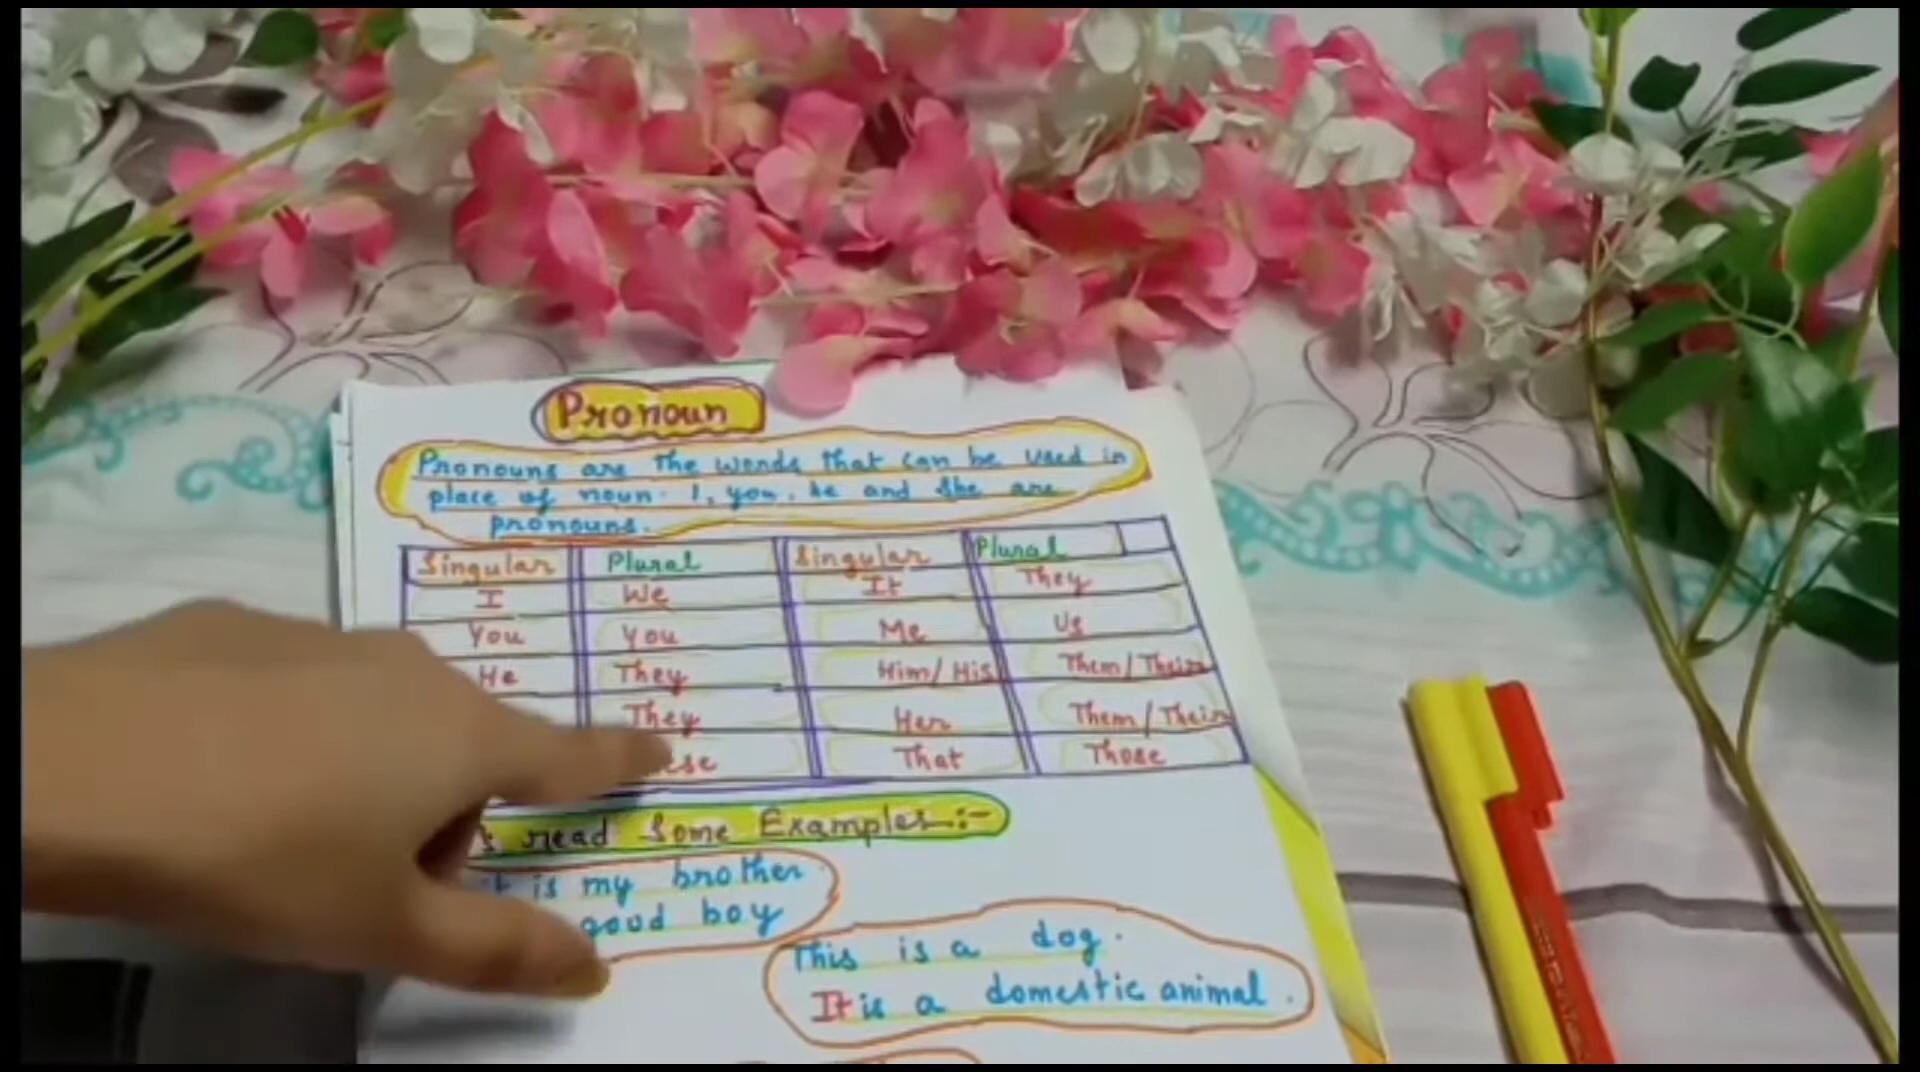 Pronoun
Pronouns are the words that can be used in
place of noun. I, you, he and she are
pronouns.
Singular Plural Singular Plural
I We It They
You You Me Us
He They Him/His Them/Their
They Her Them/Their
That Those
read Some Examples:-
is my brother
good boy
This is a dog.
It is a domestic animal.